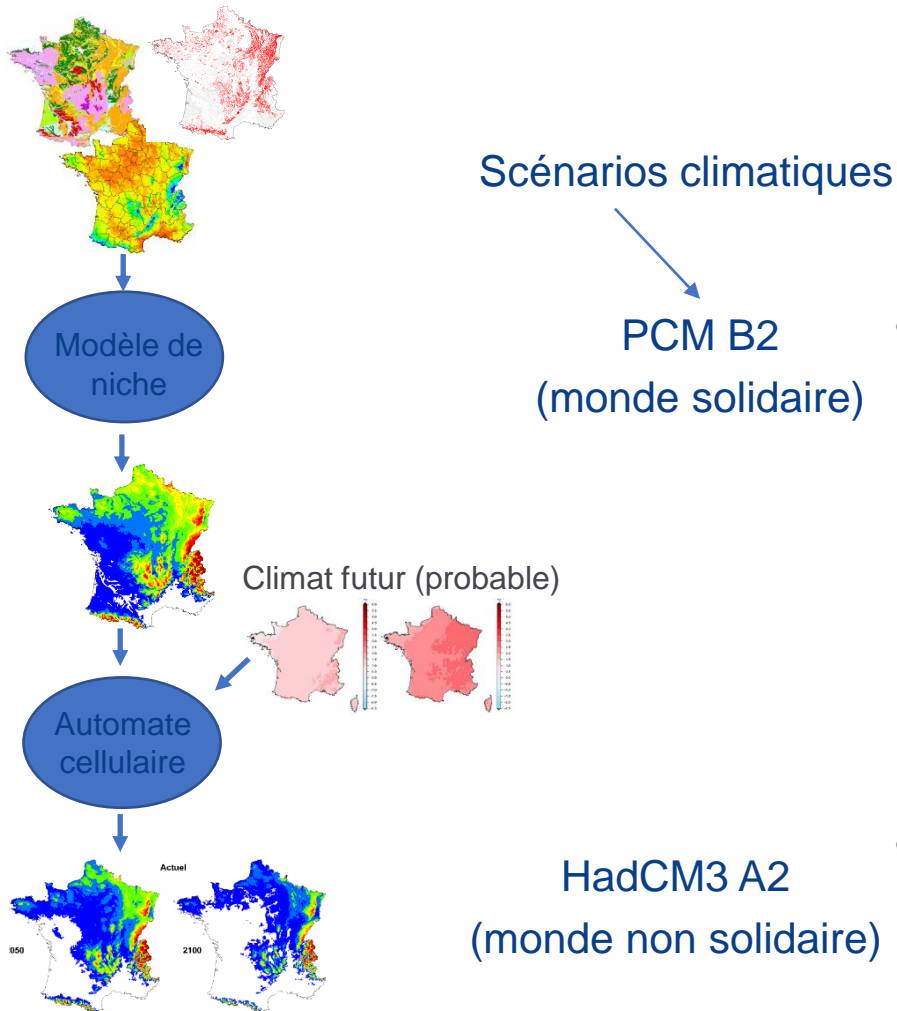 Scénarios climatiques
PCM B2
(monde solidaire)
Modèle de
niche
Climat futur (probable)
Automate
cellulaire
Actuel
2100
HadCM3 A2
(monde non solidaire)